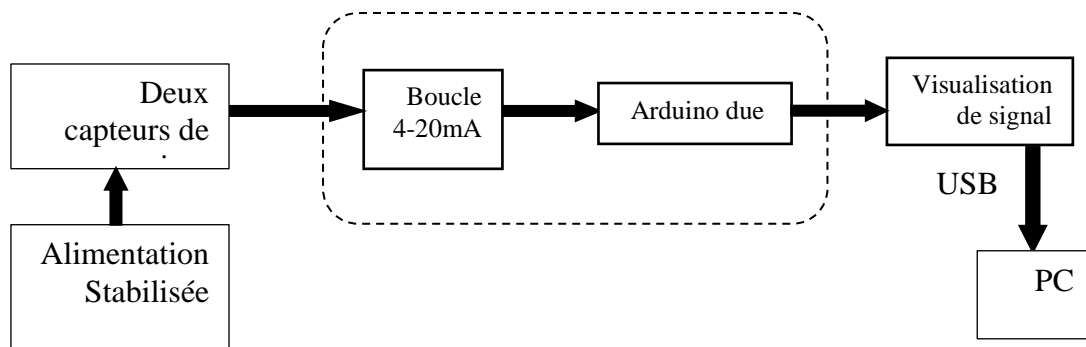 Deux
capteurs de
Boucle
4-20mA
Arduino due
Visualisation
de signal
USB
Alimentation
Stabilisée
PC